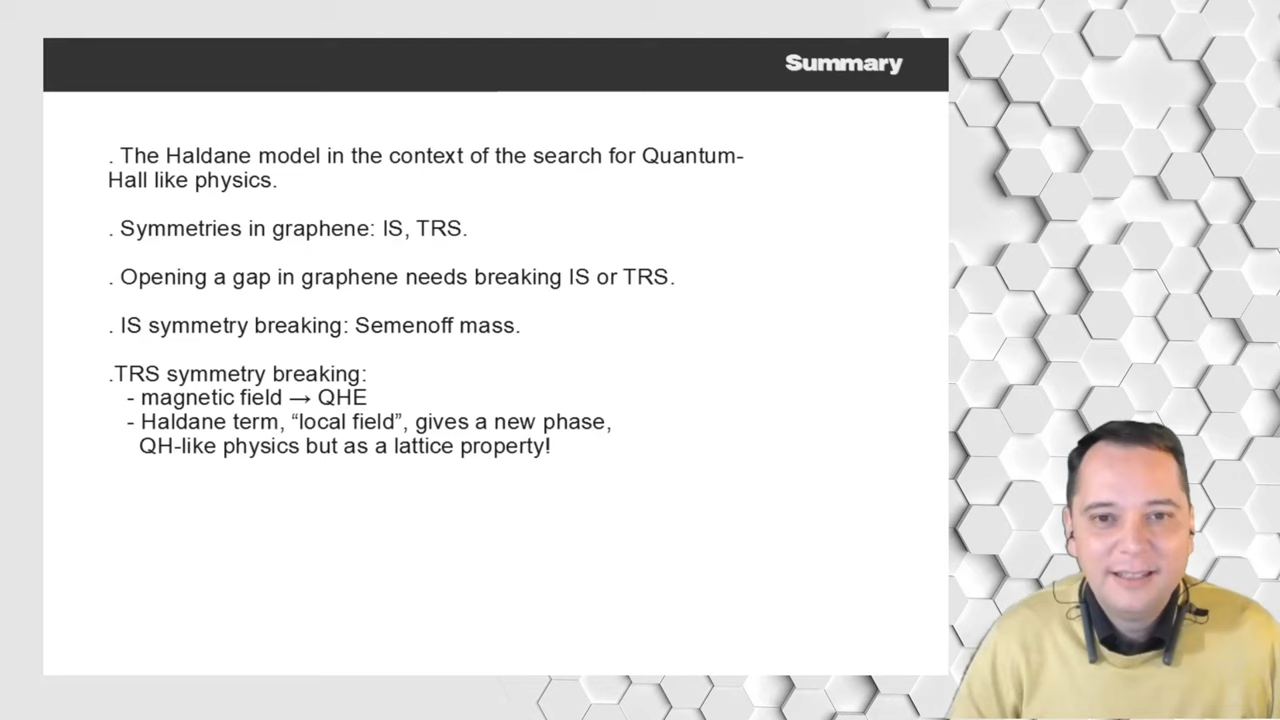 Summary
. The Haldane model in the context of the search for Quantum-
Hall like physics.
. Symmetries in graphene: IS, TRS.
. Opening a gap in graphene needs breaking IS or TRS.
. IS symmetry breaking: Semenoff mass.
.TRS symmetry breaking:
- magnetic field → QHE
- Haldane term, “local field”, gives a new phase,
QH-like physics but as a lattice property!